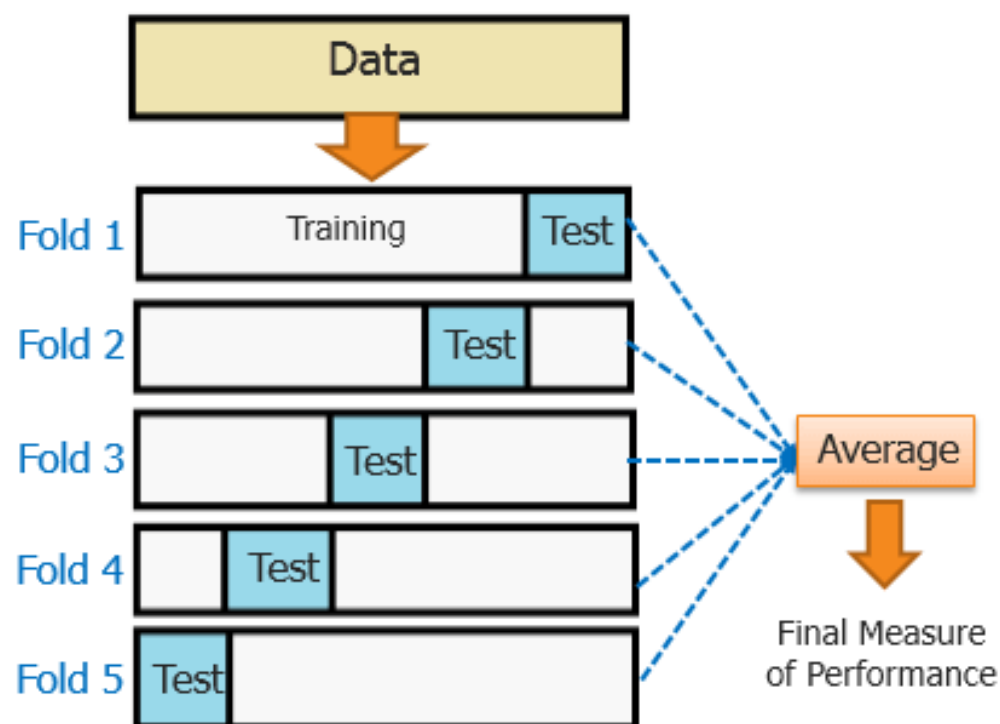 Data
Fold 1
Training
Test
Fold 2
Test
Fold 3
Test
Average
Fold 4
Test
Fold 5
Test
Final Measure
of Performance